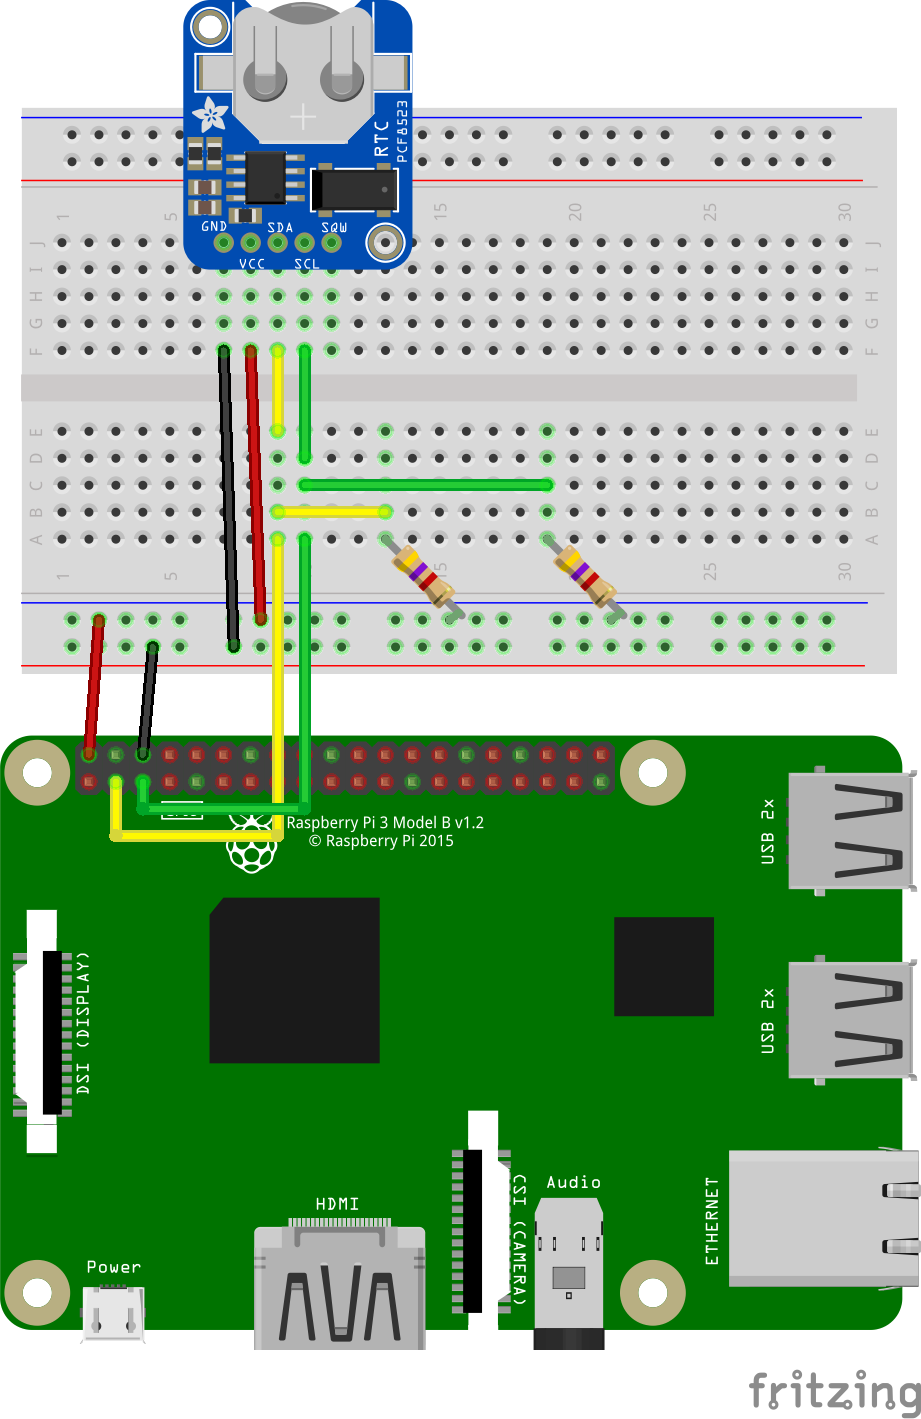 RTC
PCF8523
GND
SDA
SQW
VCC
SCL
1
5
15
20
25
30
J
J
I
I
H
H
G
G
F
F
E
E
D
D
C
C
B
B
A
A
1
5
15
25
30
Raspberry Pi 3 Model B v1.2
© Raspberry Pi 2015
USB 2x
DSI (DISPLAY)
USB 2x
CSI (CAMERA)
Audio
ETHERNET
HDMI
Power
fritzing